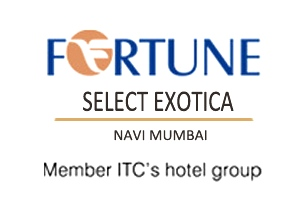 FORTUNE
SELECT EXOTICA
NAVI MUMBAI
Member ITC's hotel group